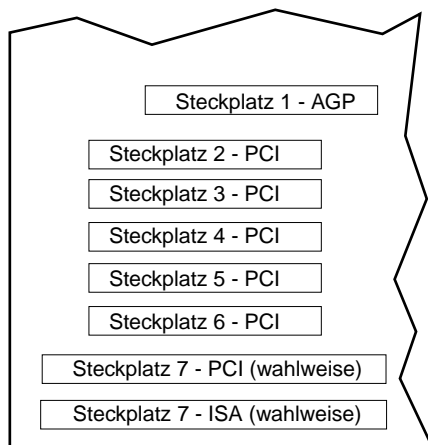 Steckplatz 1 - AGP
Steckplatz 2 - PCI
Steckplatz 3 - PCI
Steckplatz 4 - PCI
Steckplatz 5 - PCI
Steckplatz 6 - PCI
Steckplatz 7 - PCI (wahlweise)
Steckplatz 7 - ISA (wahlweise)